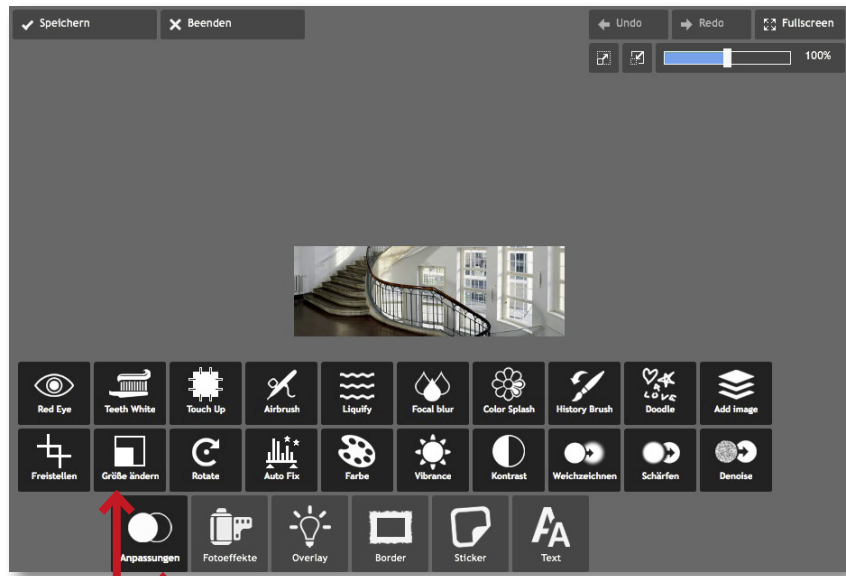 Speichern
Beenden
Undo
Redo
Fullscreen
100%
Red Eye
Teeth White
Touch Up
Airbrush
Liquify
Focal blur
Color Splash
History Brush
LOVE
Doodle
Add image
Freistellen
Größe ändern
Rotate
Auto Fix
Farbe
Vibrance
Kontrast
Weichzeichnen
Schärfen
Denoise
Anpassungen
Fotoeffekte
Overlay
Border
Sticker
AA
Text